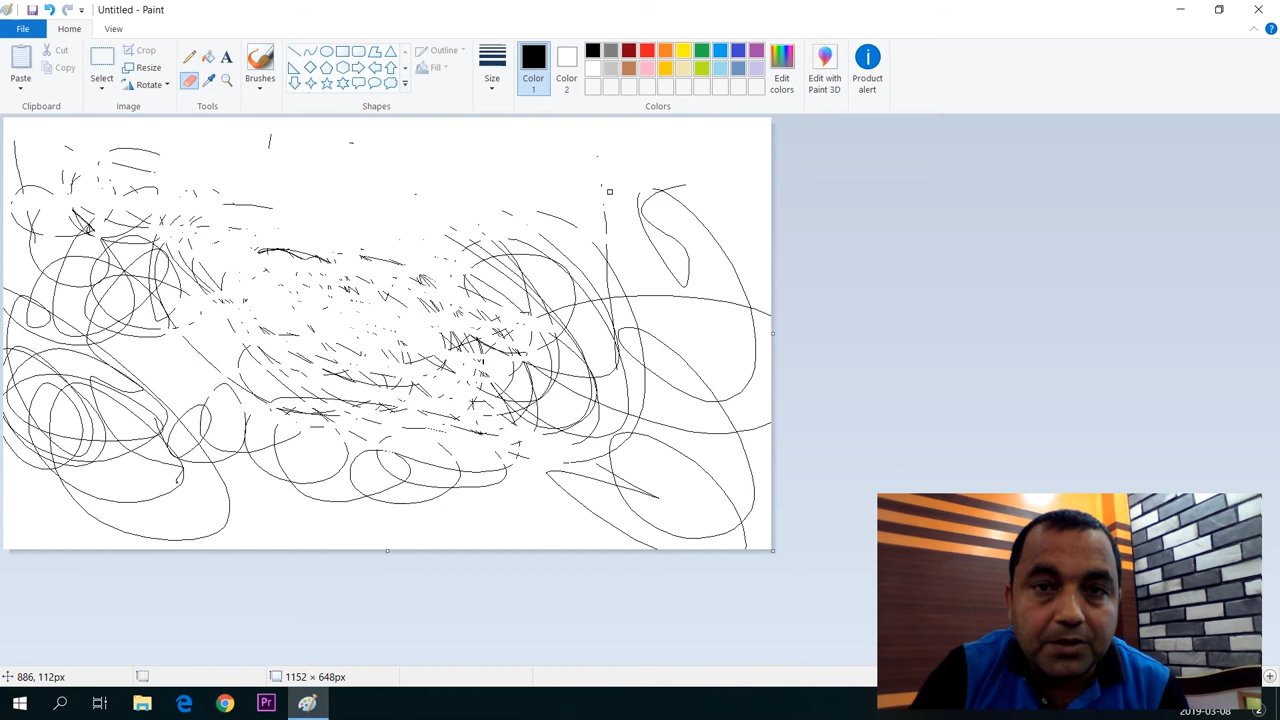 Untitled - Paint
File Home View
Paste
Cut
Copy
Clipboard
Select
Crop
Resize
Rotate
Image
A
Tools
Brushes
Outline
Fill
Shapes
Size
Color 1
Color 2
Edit colors
Colors
Edit with Paint 3D
Product alert
886, 112px
1152 × 648px
Pr
2019-03-08
2